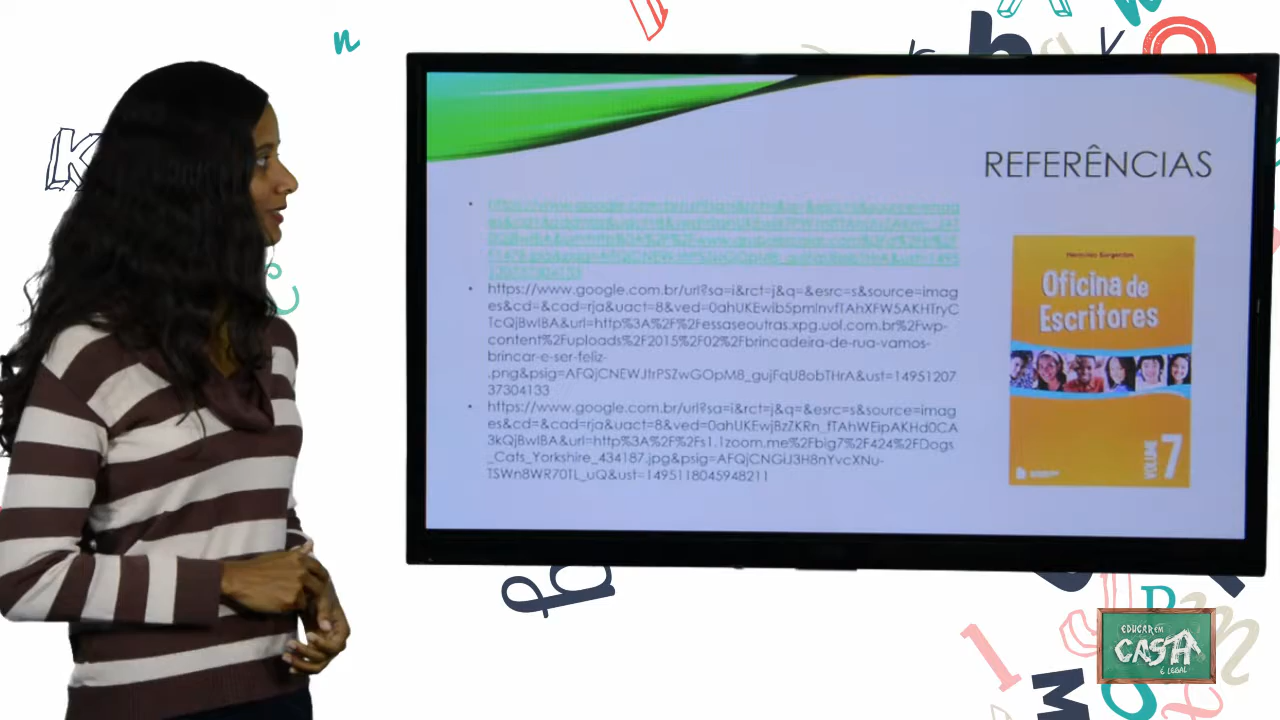 REFERÊNCIAS
https://www.google.com.br/url?sa=i&rct=j&q=&esrc=s&source=imag
es&cd=&cad=rja&uact=8&ved=0ahUKEwib5pmInvfTAhXFW5AKHTryC
TcQjBwIBA&url=http%3A%2F%2Fessaseoutras.xpg.uol.com.br%2Fwp-
content%2Fuploads%2F2015%2F02%2Fbrincadeira-de-rua-vamos-
brincar-e-ser-feliz-
.png&psig=AFQjCNEWJfrPSZwGOpM8_gujFqU8obTHrA&ust=14951207
37304133
https://www.google.com.br/url?sa=i&rct=j&q=&esrc=s&source=imag
es&cd=&cad=rja&uact=8&ved=0ahUKEwjBzZKRn_fTAhWEipAKHd0CA
3kQjBwIBA&url=http%3A%2F%2Fs1.1zoom.me%2Fbig7%2F424%2FDogs
_Cats_Yorkshire_434187.jpg&psig=AFQjCNGiJ3H8nYvcXNu-
TSWn8WR70TL_uQ&ust=1495118045948211
Oficina de
Escritores
VOLUME 7
EDUCAR EM
CASA
É LEGAL